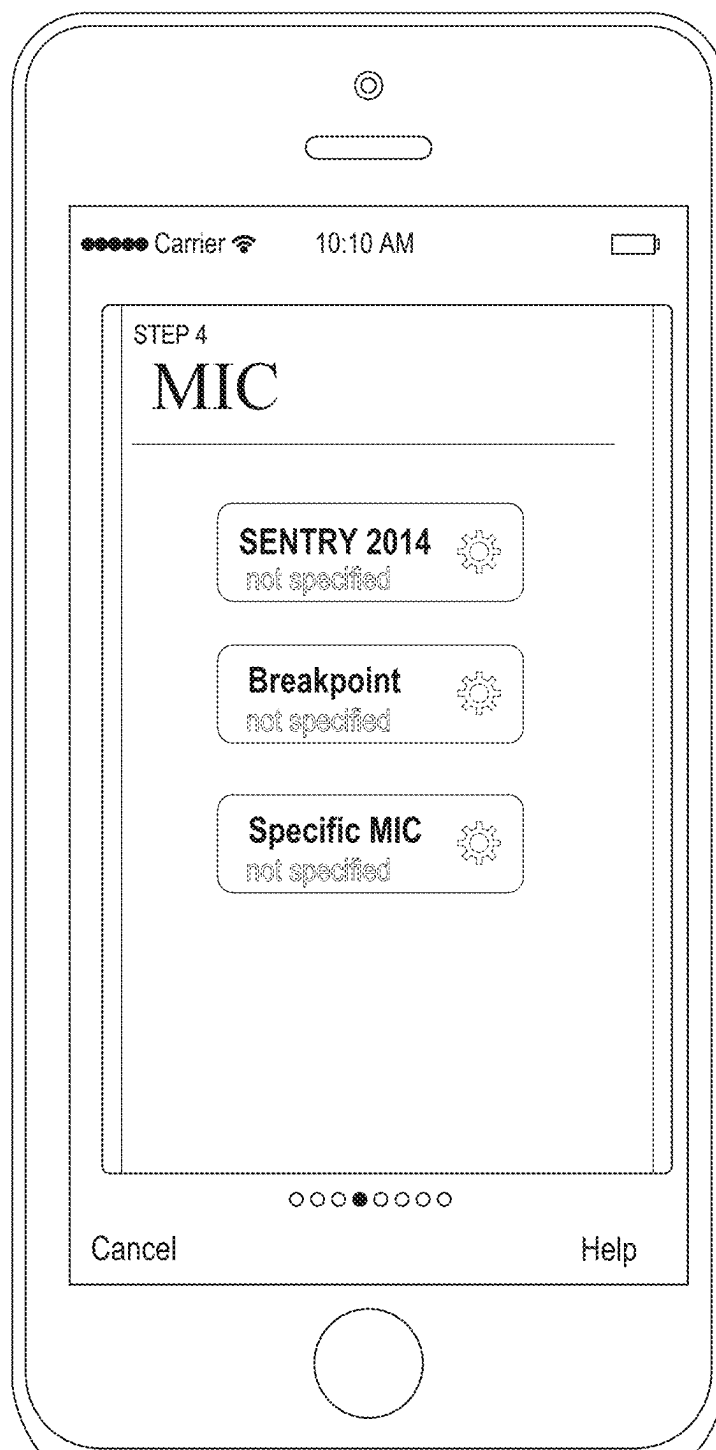 Carrier 10:10 AM
STEP 4
MIC
SENTRY 2014
not specified
Breakpoint
not specified
Specific MIC
not specified
Cancel Help